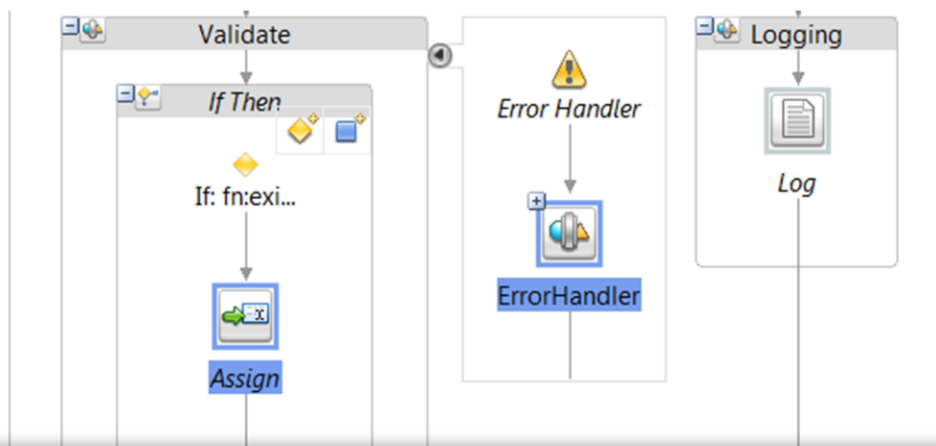 Validate
If Then
If: fn:exi...
Assign
Error Handler
ErrorHandler
Logging
Log